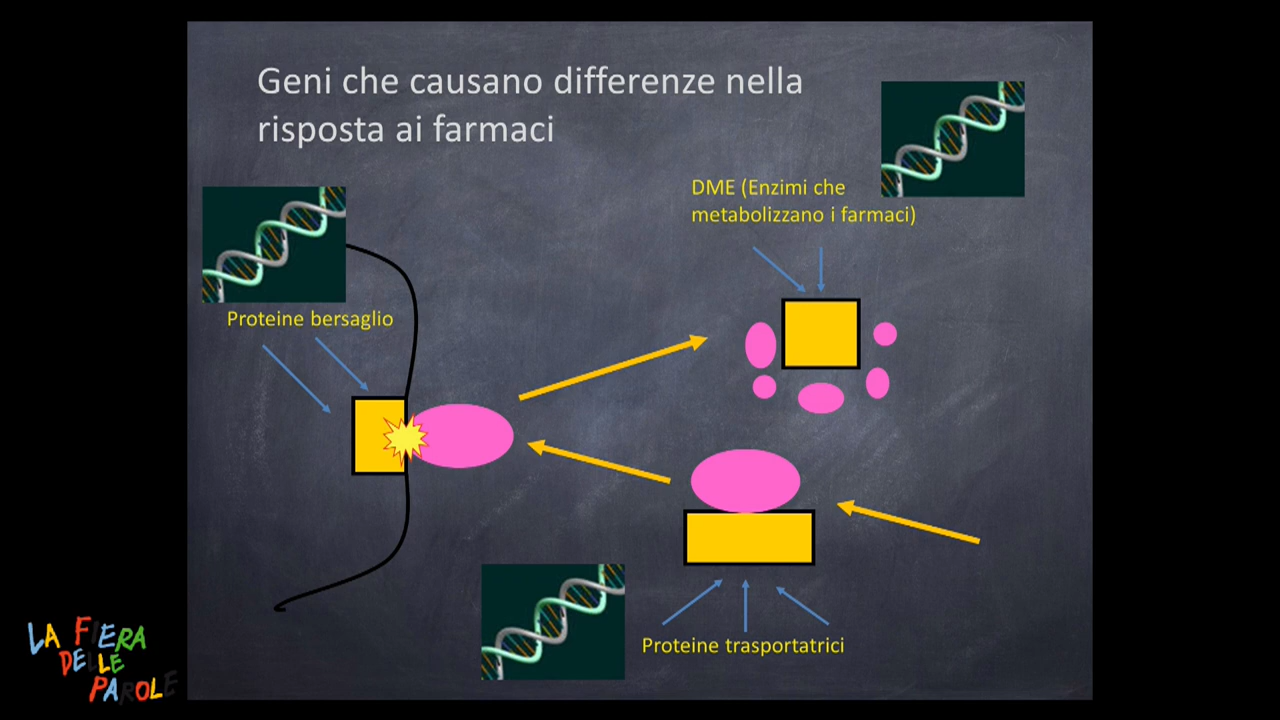 Geni che causano differenze nella
risposta ai farmaci
DME (Enzimi che
metabolizzano i farmaci)
Proteine bersaglio
Proteine trasportatrici
LA FIERA
DELLE
PAROLE